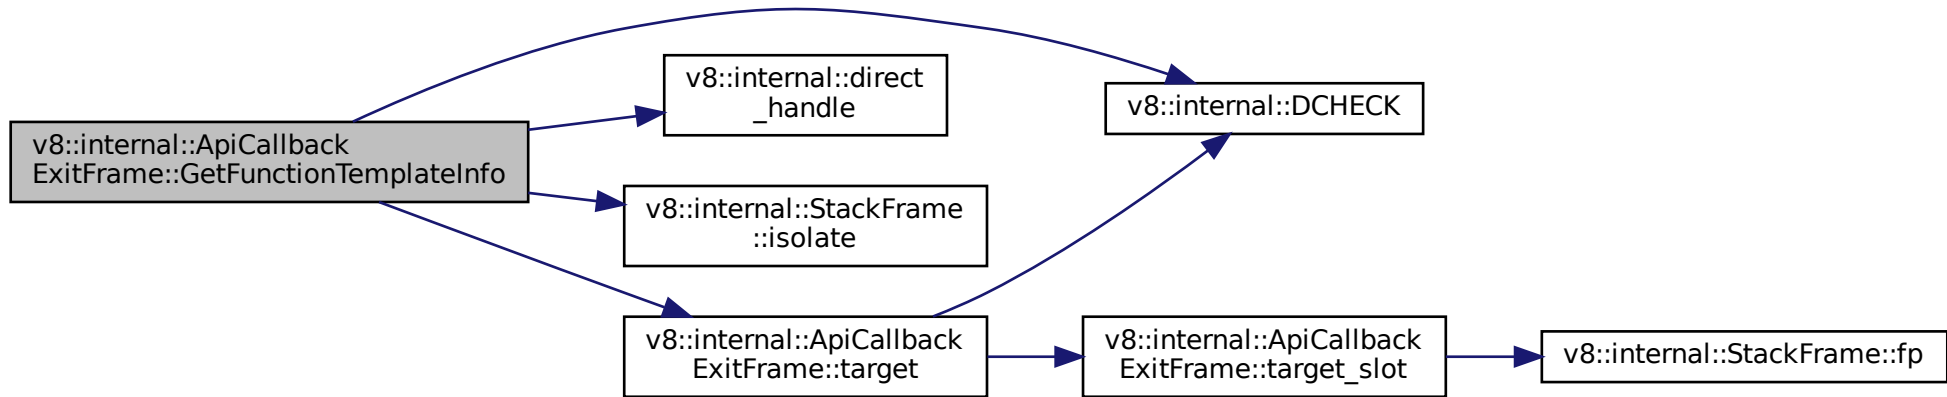 v8::internal::ApiCallback
ExitFrame::GetFunctionTemplateInfo
v8::internal::direct
_handle
v8::internal::DCHECK
v8::internal::StackFrame
::isolate
v8::internal::ApiCallback
ExitFrame::target
v8::internal::ApiCallback
ExitFrame::target_slot
v8::internal::StackFrame::fp